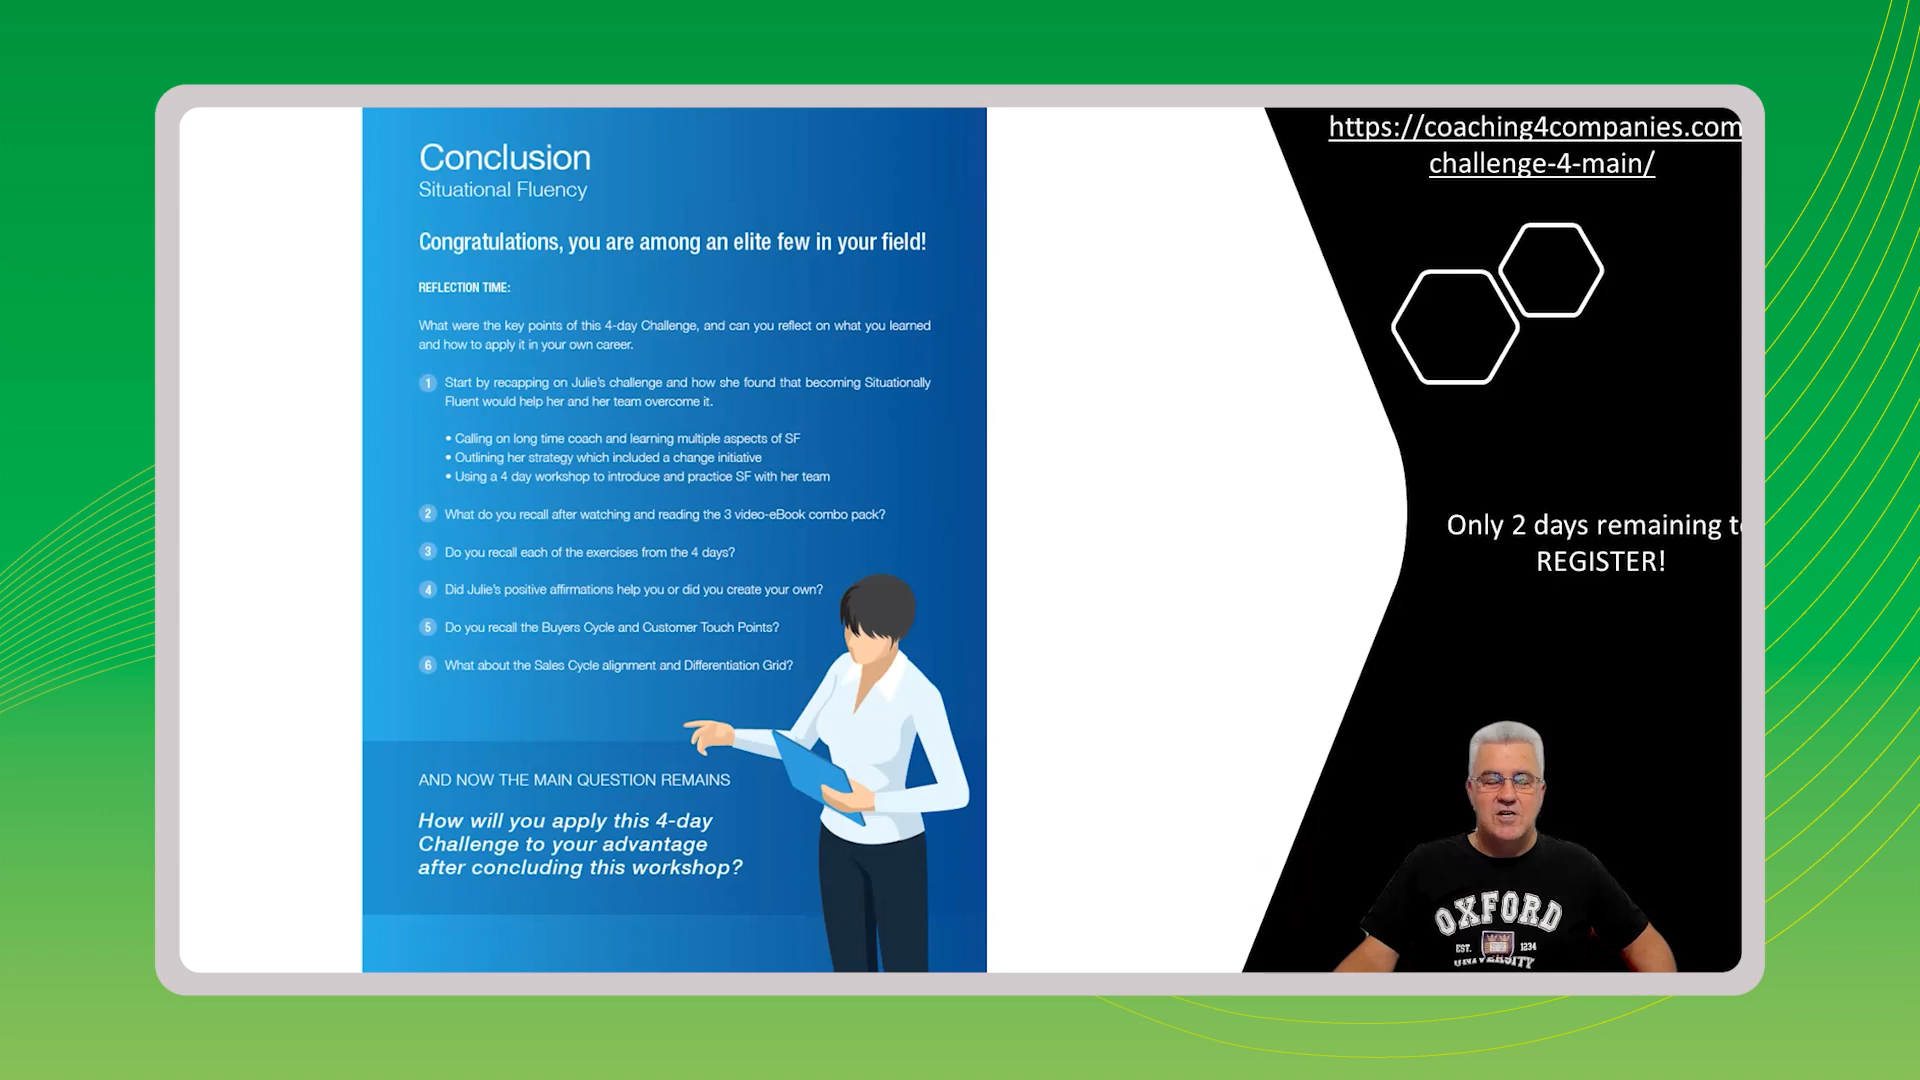 Conclusion
Situational Fluency
Congratulations, you are among an elite few in your field!
REFLECTION TIME:
What were the key points of this 4-day Challenge, and can you reflect on what you learned
and how to apply it in your own career.
1 Start by recapping on Julie's challenge and how she found that becoming Situationally
Fluent would help her and her team overcome it.
• Calling on long time coach and learning multiple aspects of SF
• Outlining her strategy which included a change initiative
• Using a 4 day workshop to introduce and practice SF with her team
2 What do you recall after watching and reading the 3 video-eBook combo pack?
3 Do you recall each of the exercises from the 4 days?
4 Did Julie's positive affirmations help you or did you create your own?
5 Do you recall the Buyers Cycle and Customer Touch Points?
6 What about the Sales Cycle alignment and Differentiation Grid?
AND NOW THE MAIN QUESTION REMAINS
How will you apply this 4-day
Challenge to your advantage
after concluding this workshop?
https://coaching4companies.com
challenge-4-main/
Only 2 days remaining
REGISTER!
OXFORD
EST. 1234
UNIVERSITY